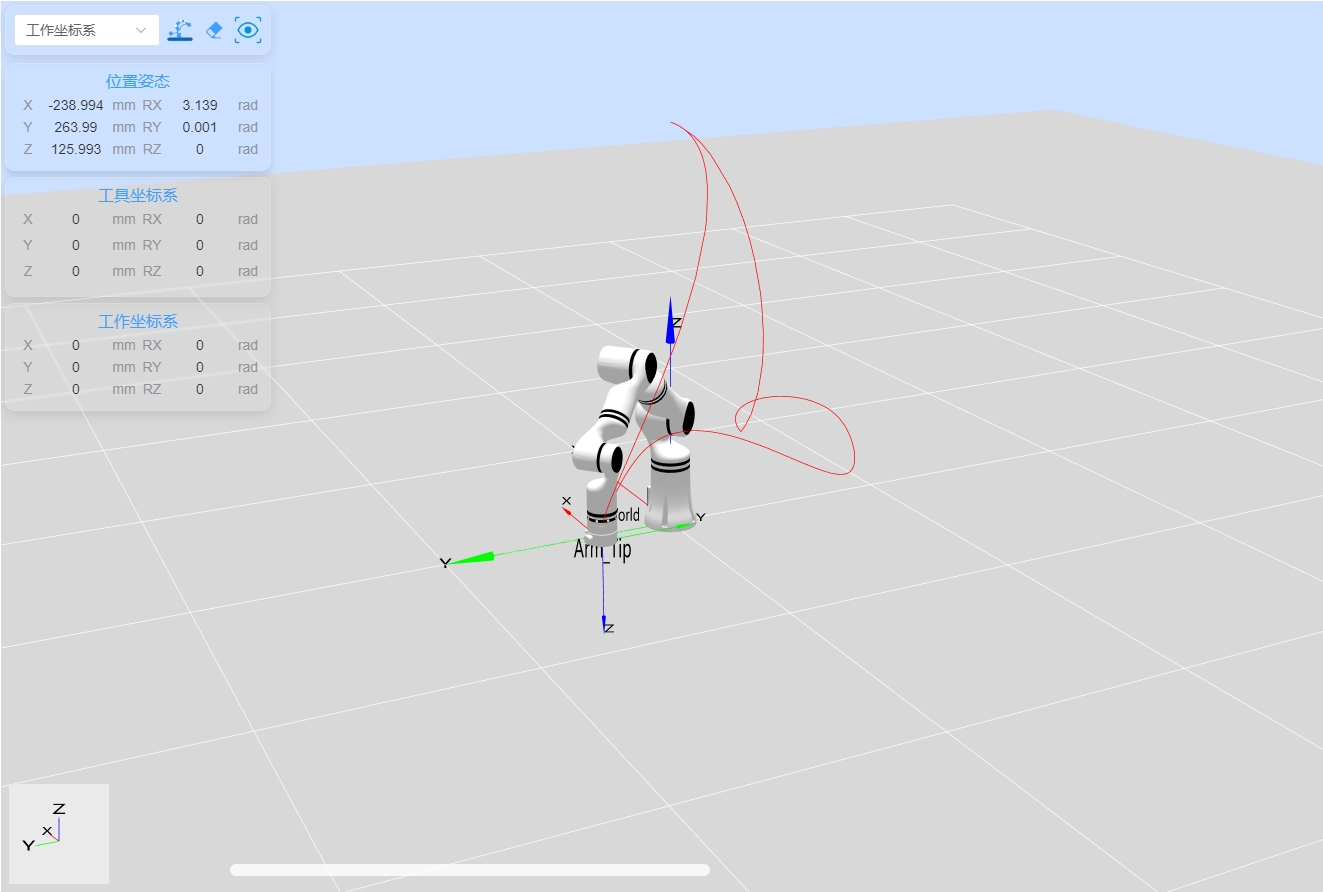 工作坐标系
位置姿态
X -238.994 mm RX 3.139 rad
Y 263.99 mm RY 0.001 rad
Z 125.993 mm RZ 0 rad
工具坐标系
X 0 mm RX 0 rad
Y 0 mm RY 0 rad
Z 0 mm RZ 0 rad
工作坐标系
X 0 mm RX 0 rad
Y 0 mm RY 0 rad
Z 0 mm RZ 0 rad
Z
X
orld
Y
Arm_Tip
Y
Z
Z
X
Y